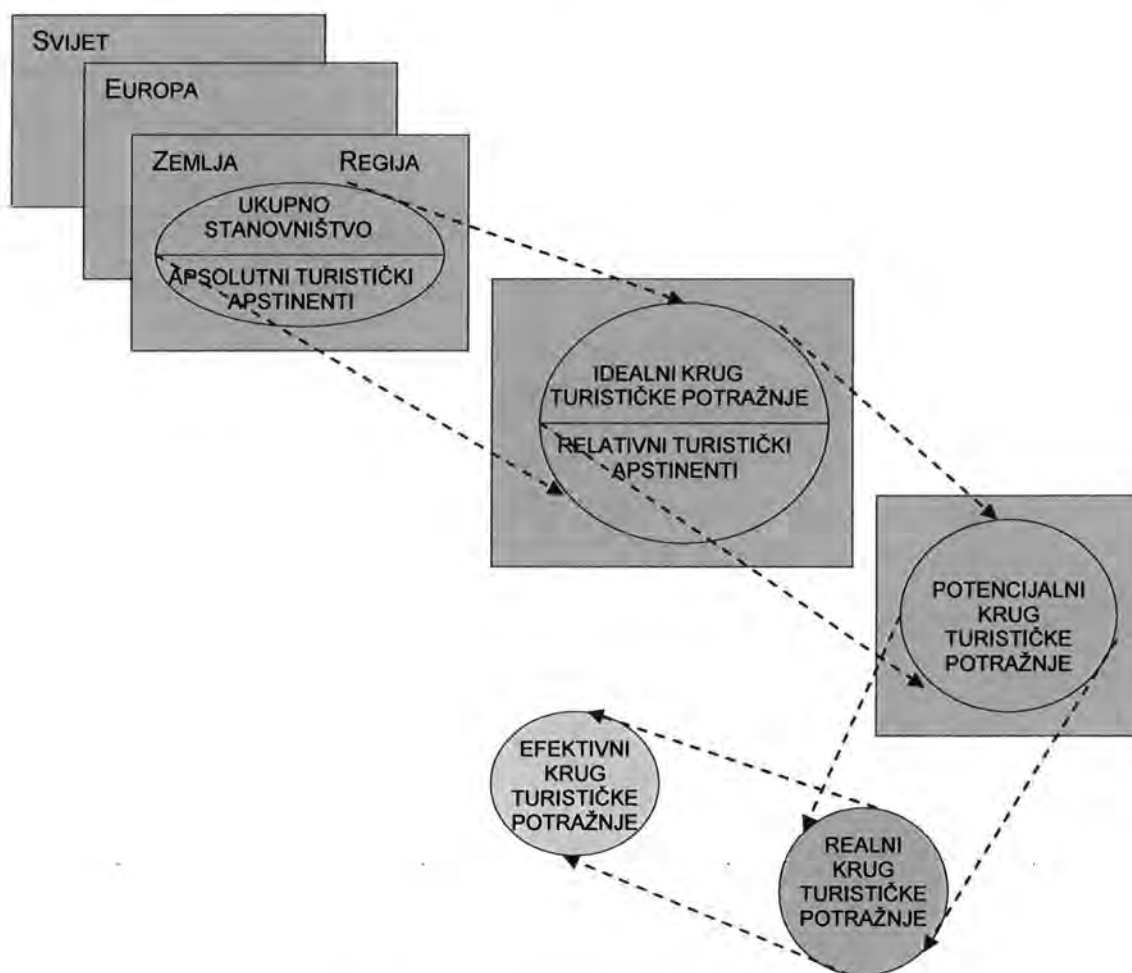 SVIJET
EUROPA
ZEMLJA REGIJA
UKUPNO
STANOVNIŠTVO
APSOLUTNI TURISTIČKI
APSTINENTI
IDEALNI KRUG
TURISTIČKE POTRAŽNJE
RELATIVNI TURISTIČKI
APSTINENTI
POTENCIJALNI
KRUG
TURISTIČKE
POTRAŽNJE
EFEKTIVNI
KRUG
TURISTIČKE
POTRAŽNJE
REALNI
KRUG
TURISTIČKE
POTRAŽNJE